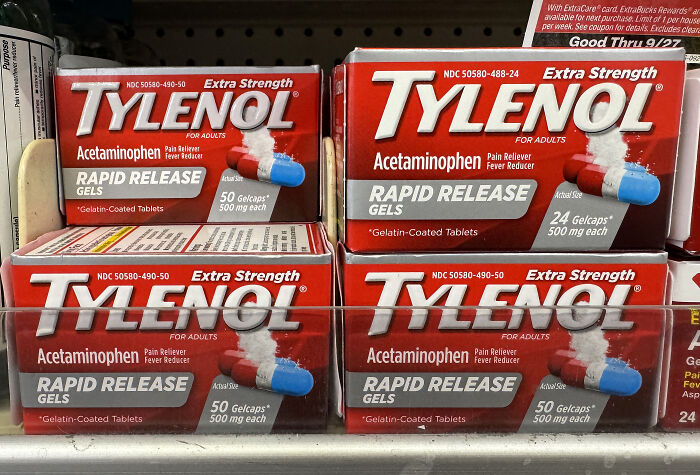 Purpose
Pain reliever/fever reducer
With ExtraCare® card. ExtraBucks Rewards®
available for next purchase. Limit of 1 per
per week. See coupon for details. Excludes
Good Thru 9/27
NDC 50580-490-50
Extra Strength
TYLENOL®
FOR ADULTS
Acetaminophen
Pain Reliever
Fever Reducer
RAPID RELEASE
GELS
Actual Size
50 Gelcaps*
500 mg each
*Gelatin-Coated Tablets
NDC 50580-488-24
Extra Strength
TYLENOL®
FOR ADULTS
Acetaminophen
Pain Reliever
Fever Reducer
RAPID RELEASE
GELS
Actual Size
24 Gelcaps*
500 mg each
*Gelatin-Coated Tablets
NDC 50580-490-50
Extra Strength
TYLENOL®
FOR ADULTS
Acetaminophen
Pain Reliever
Fever Reducer
RAPID RELEASE
GELS
Actual Size
50 Gelcaps*
500 mg each
*Gelatin-Coated Tablets
NDC 50580-490-50
Extra Strength
TYLENOL®
FOR ADULTS
Acetaminophen
Pain Reliever
Fever Reducer
RAPID RELEASE
GELS
Actual Size
50 Gelcaps*
500 mg each
*Gelatin-Coated Tablets
24